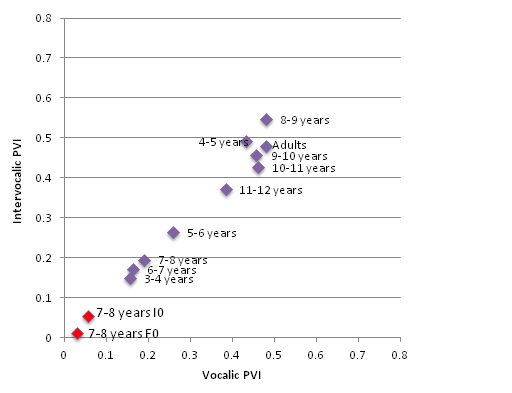 0.8
0.7
0.6
8-9 years
0.5
4-5 years
Adults
9-10 years
10-11 years
0.4
11-12 years
Intervocalic PVI
0.3
5-6 years
0.2
7-8 years
6-7 years
3-4 years
0.1
7-8 years I0
7-8 years F0
0
0 0.1 0.2 0.3 0.4 0.5 0.6 0.7 0.8
Vocalic PVI